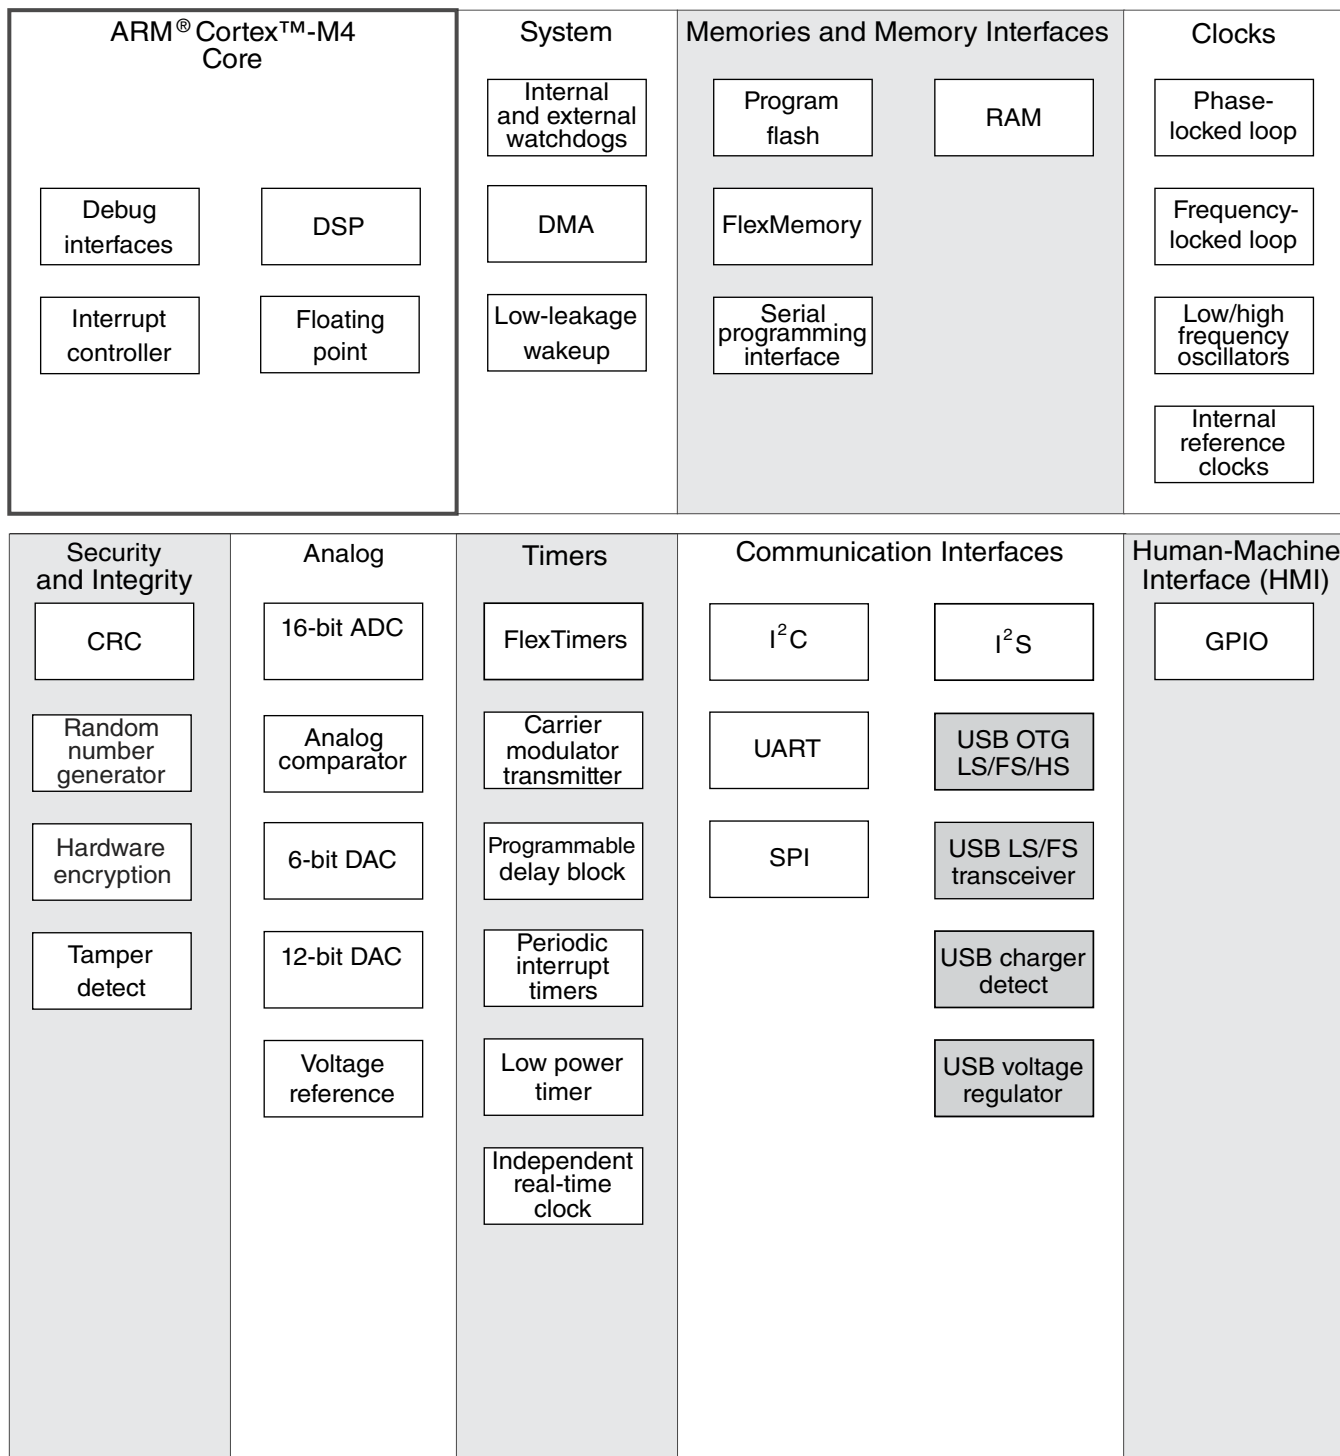 ARM® Cortex™-M4
Core
Debug
interfaces
DSP
Interrupt
controller
Floating
point
System
Internal
and external
watchdogs
DMA
Low-leakage
wakeup
Memories and Memory Interfaces
Program
flash
RAM
FlexMemory
Serial
programming
interface
Clocks
Phase-
locked loop
Frequency-
locked loop
Low/high
frequency
oscillators
Internal
reference
clocks
Security
and Integrity
CRC
Random
number
generator
Hardware
encryption
Tamper
detect
Analog
16-bit ADC
Analog
comparator
6-bit DAC
12-bit DAC
Voltage
reference
Timers
FlexTimers
Carrier
modulator
transmitter
Programmable
delay block
Periodic
interrupt
timers
Low power
timer
Independent
real-time
clock
Communication Interfaces
I²C
UART
SPI
I²S
USB OTG
LS/FS/HS
USB LS/FS
transceiver
USB charger
detect
USB voltage
regulator
Human-Machine
Interface (HMI)
GPIO